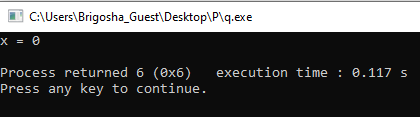 C:\Users\Brigosha_Guest\Desktop\P\q.exe
x = 0
Process returned 6 (0x6)   execution time : 0.117 s
Press any key to continue.